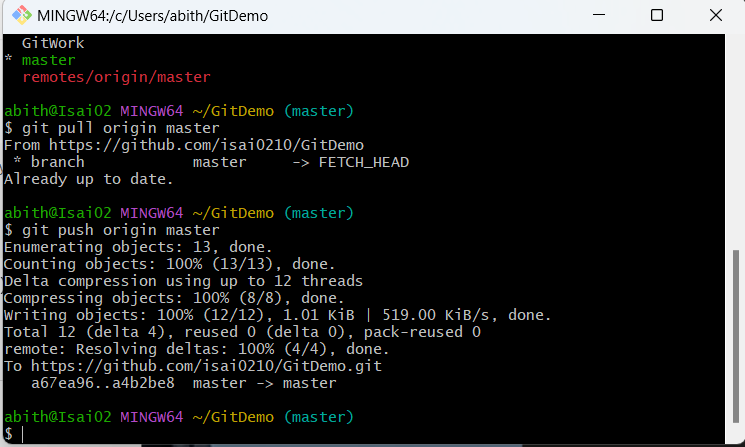 MINGW64:/c/Users/abith/GitDemo
GitWork
* master
remotes/origin/master
abith@Isai02 MINGW64 ~/GitDemo (master)
$ git pull origin master
From https://github.com/isai0210/GitDemo
 * branch            master     -> FETCH_HEAD
Already up to date.
abith@Isai02 MINGW64 ~/GitDemo (master)
$ git push origin master
Enumerating objects: 13, done.
Counting objects: 100% (13/13), done.
Delta compression using up to 12 threads
Compressing objects: 100% (8/8), done.
Writing objects: 100% (12/12), 1.01 KiB | 519.00 KiB/s, done.
Total 12 (delta 4), reused 0 (delta 0), pack-reused 0
remote: Resolving deltas: 100% (4/4), done.
To https://github.com/isai0210/GitDemo.git
   a67ea96..a4b2be8  master -> master
abith@Isai02 MINGW64 ~/GitDemo (master)
$